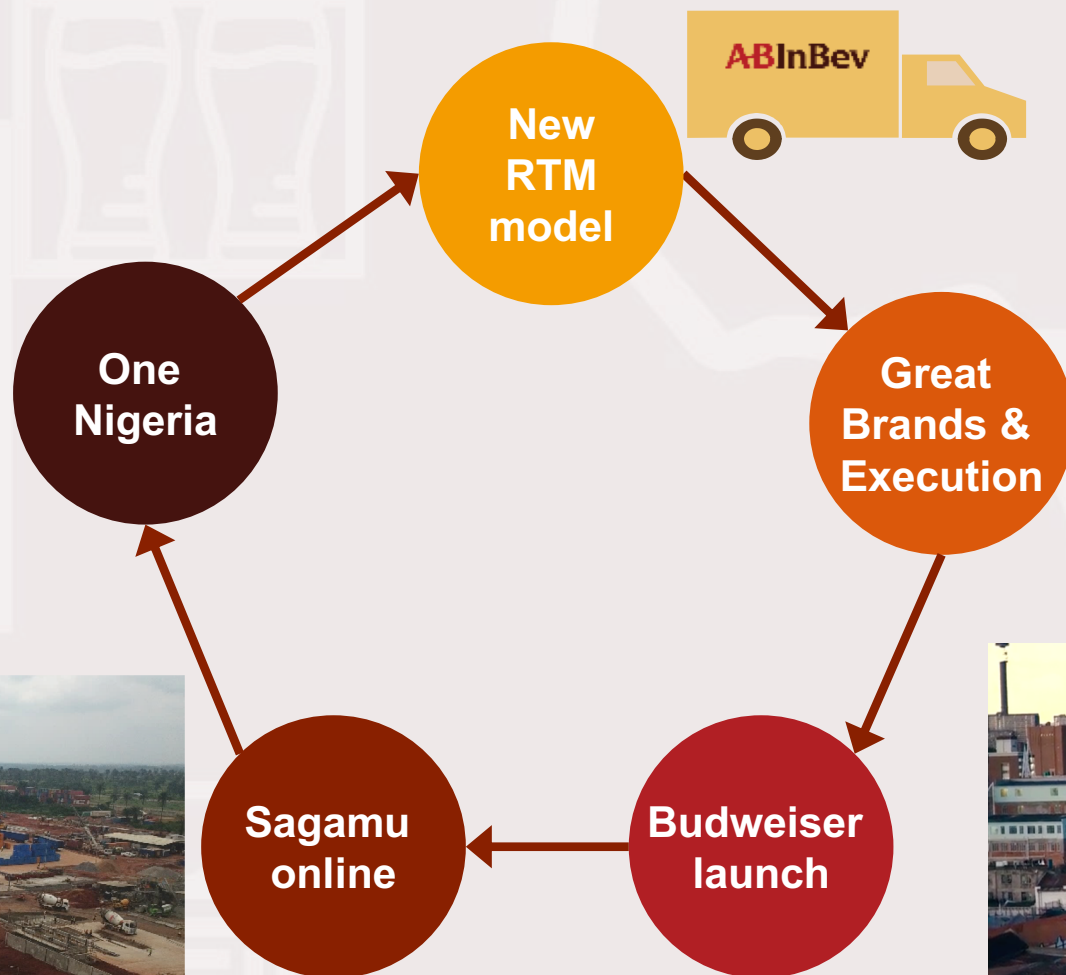 ABInBev
New
RTM
model
One
Nigeria
Great
Brands &
Execution
Sagamu
online
Budweiser
launch